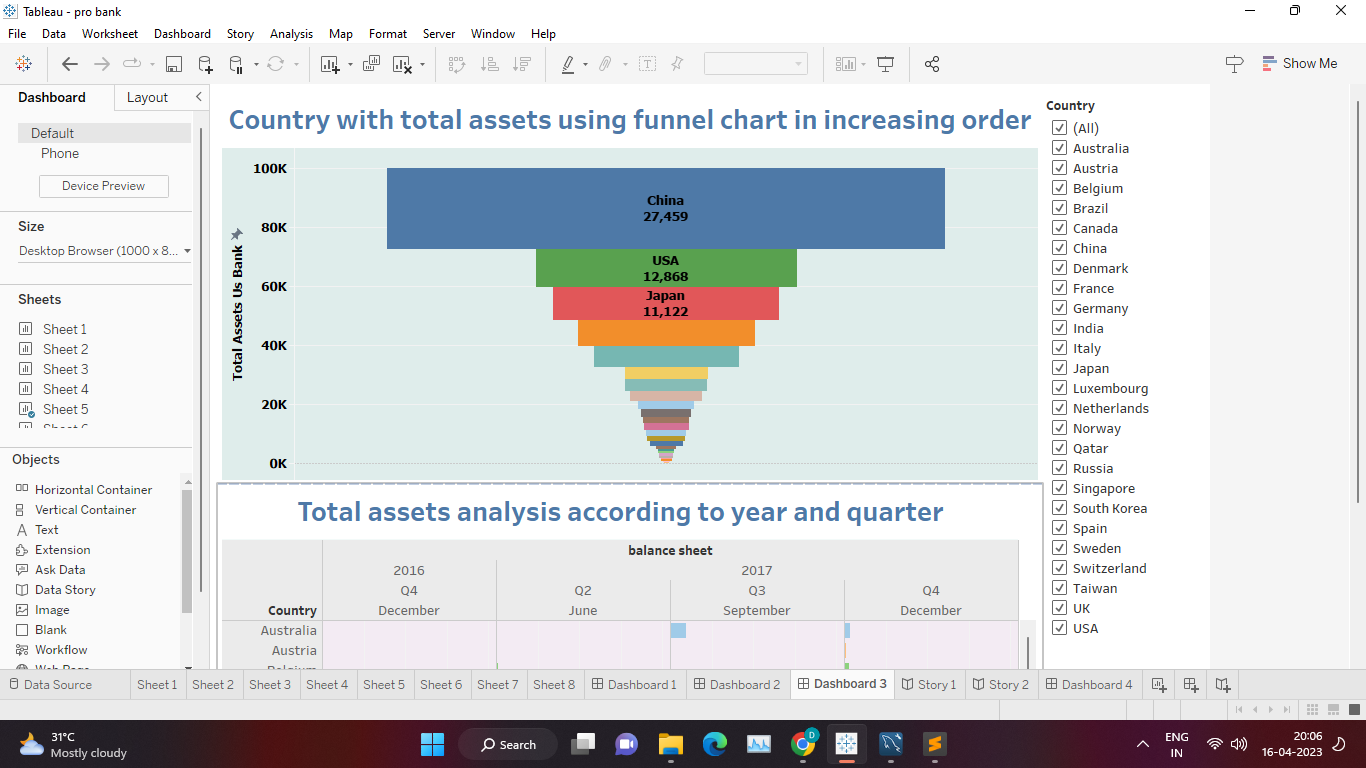 Tableau - pro bank
File Data Worksheet Dashboard Story Analysis Map Format Server Window Help
Show Me
Dashboard Layout
Default
Phone
Device Preview
Size
Desktop Browser (1000 x 8...
Sheets
Sheet 1
Sheet 2
Sheet 3
Sheet 4
Sheet 5
Objects
Horizontal Container
Vertical Container
Text
Extension
Ask Data
Data Story
Image
Blank
Workflow
Country with total assets using funnel chart in increasing order
Total Assets Us Bank
100K
80K
60K
40K
20K
0K
China
27,459
USA
12,868
Japan
11,122
Total assets analysis according to year and quarter
balance sheet
2016 2017
Q4 Q2 Q3 Q4
Country December June September December
Australia
Austria
Belgium
Country
(All)
Australia
Austria
Belgium
Brazil
Canada
China
Denmark
France
Germany
India
Italy
Japan
Luxembourg
Netherlands
Norway
Qatar
Russia
Singapore
South Korea
Spain
Sweden
Switzerland
Taiwan
UK
USA
Data Source Sheet 1 Sheet 2 Sheet 3 Sheet 4 Sheet 5 Sheet 6 Sheet 7 Sheet 8 Dashboard 1 Dashboard 2 Dashboard 3 Story 1 Story 2 Dashboard 4
31°C
Mostly cloudy
Search
D
ENG
IN
20:06
16-04-2023